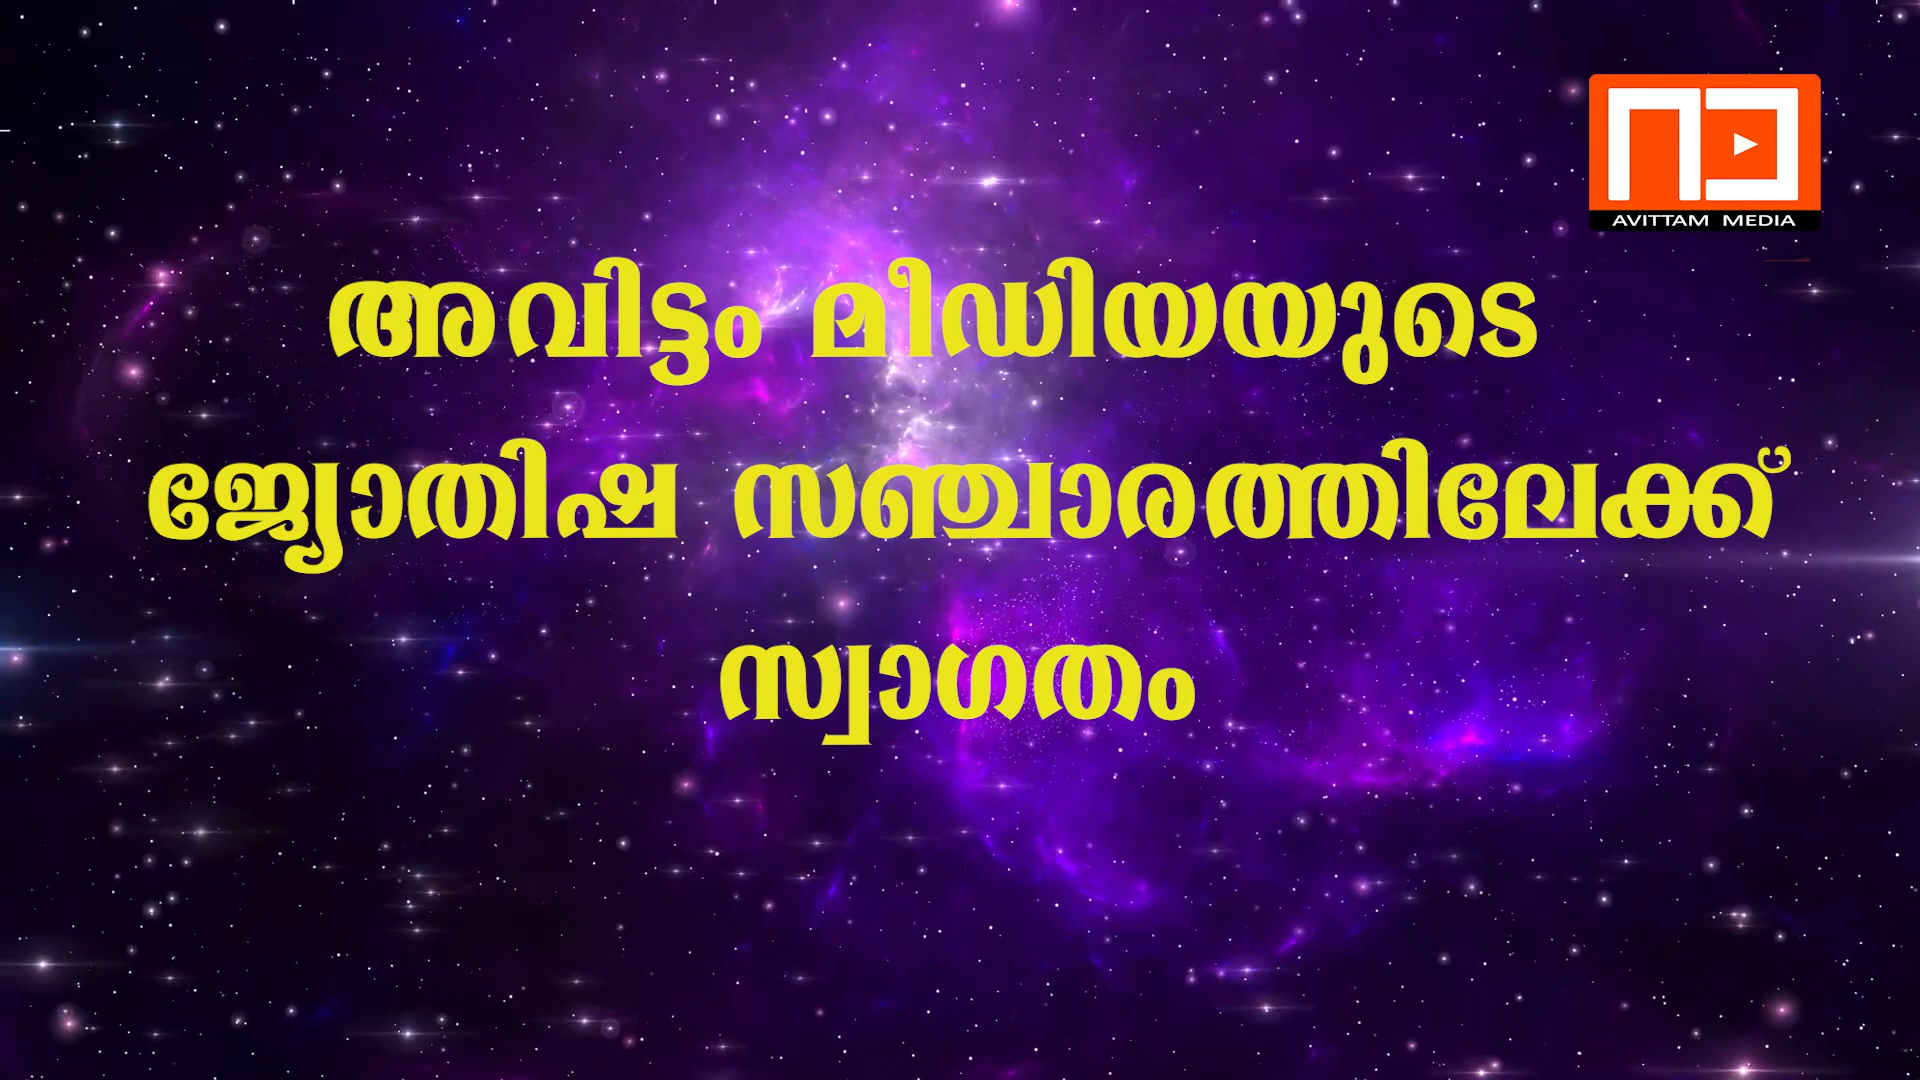 AVITTAM MEDIA
അവിട്ടം മീഡിയയുടെ
ജ്യോതിഷ സഞ്ചാരത്തിലേക്ക്
സ്വാഗതം